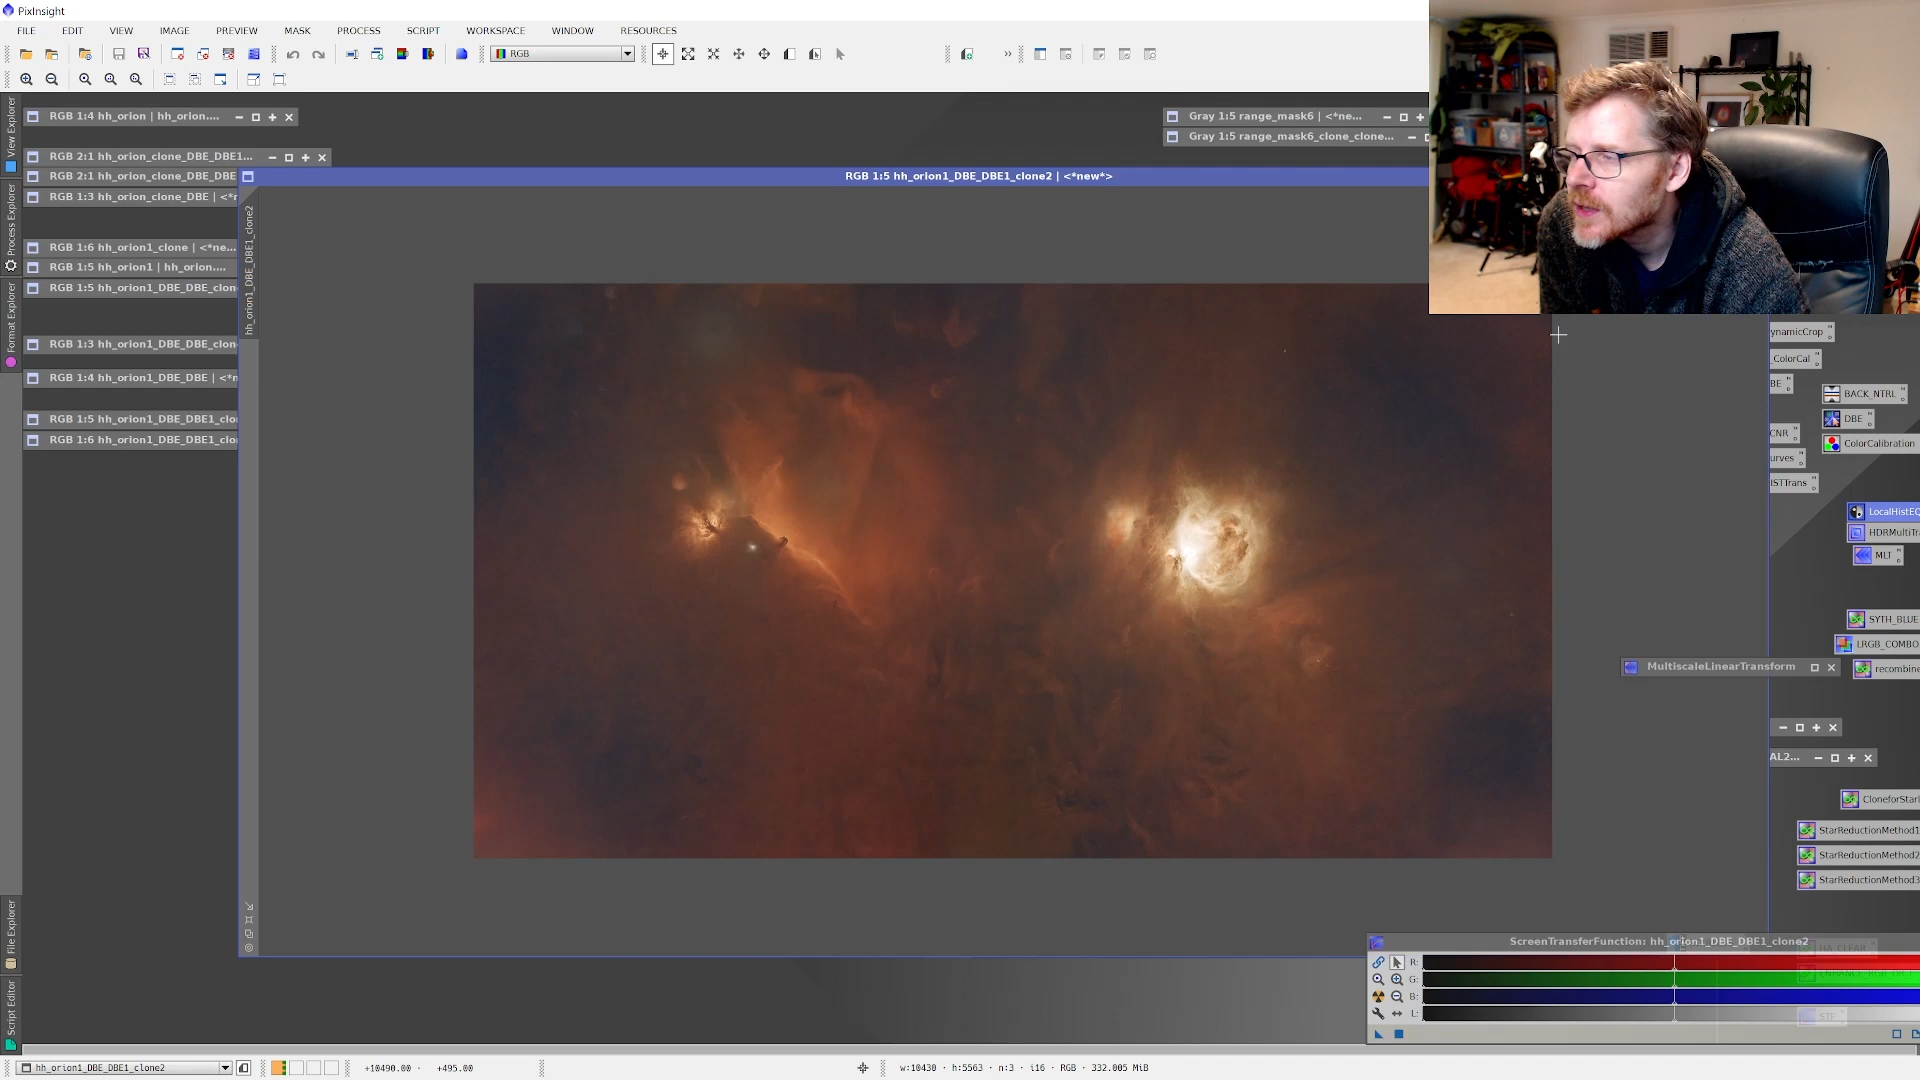 PixInsight
FILE EDIT VIEW IMAGE PREVIEW MASK PROCESS SCRIPT WORKSPACE WINDOW RESOURCES
RGB
View Explorer
Process Explorer
Format Explorer
File Explorer
Script Editor
RGB 1:4 hh_orion | hh_orion....
RGB 2:1 hh_orion_clone_DBE_DBE1...
RGB 2:1 hh_orion_clone_DBE_DBE
RGB 1:3 hh_orion_clone_DBE | <*n
RGB 1:6 hh_orion1_clone | <*ne...
RGB 1:5 hh_orion1 | hh_orion....
RGB 1:5 hh_orion1_DBE_DBE_clon
RGB 1:3 hh_orion1_DBE_DBE_clon
RGB 1:4 hh_orion1_DBE_DBE | <*n
RGB 1:5 hh_orion1_DBE_DBE1_clo
RGB 1:6 hh_orion1_DBE_DBE1_clo
Gray 1:5 range_mask6 | <*ne...
Gray 1:5 range_mask6_clone_clone...
RGB 1:5 hh_orion1_DBE_DBE1_clone2 | <*new*>
hh_orion1_DBE_DBE1_clone2
ynamicCrop
ColorCal
BE
BACK_NTRL
DBE
CNR
ColorCalibration
urves
ISTTrans
LocalHistEQ
HDRMultiTr
MLT
SYTH_BLUE
LRGB_COMBO
MultiscaleLinearTransform
recombine
AL2...
CloneforStar
StarReductionMethod1
StarReductionMethod2
StarReductionMethod3
ScreenTransferFunction: hh_orion1_DBE_DBE1_clone2
HA_CLEAR
R:
G:
B:
L:
STF
hh_orion1_DBE_DBE1_clone2
+10490.00 · +495.00
w:10430 · h:5563 · n:3 · i16 · RGB · 332.005 MiB